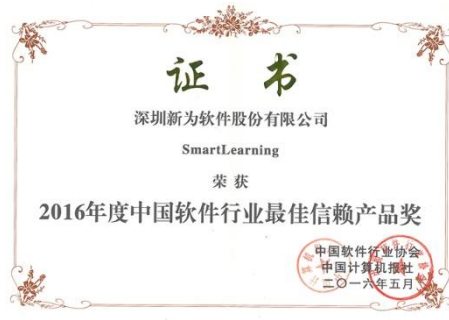 证书
深圳新为软件股份有限公司
SmartLearning
荣获
2016年度中国软件行业最佳信赖产品奖
中国软件行业协会
中国计算机报社
二〇一六年五月